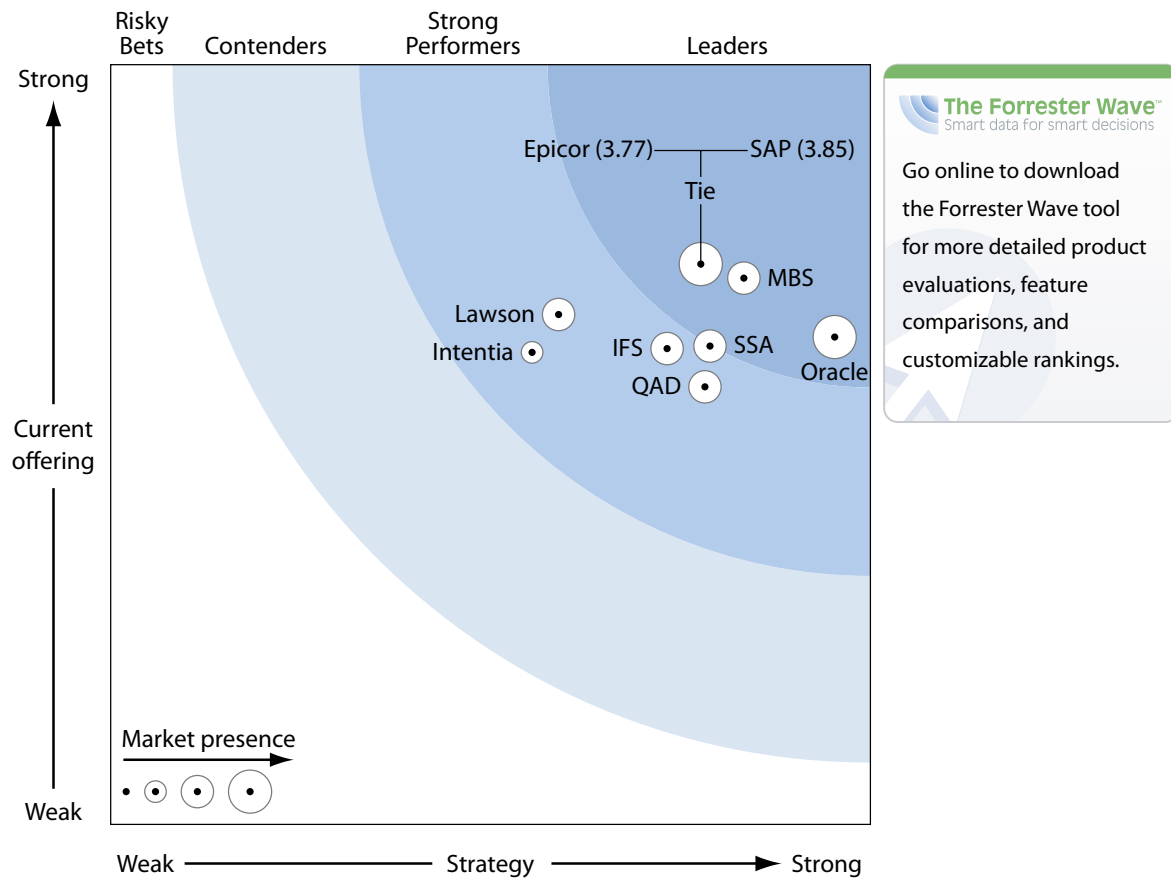 Risky
Bets
Contenders
Strong
Performers
Leaders
Strong
Current
offering
Weak
Epicor (3.77)
SAP (3.85)
Tie
MBS
Lawson
Intentia
IFS
SSA
QAD
Oracle
Market presence
Weak
Strategy
Strong
The Forrester Wave™
Smart data for smart decisions
Go online to download
the Forrester Wave tool
for more detailed product
evaluations, feature
comparisons, and
customizable rankings.